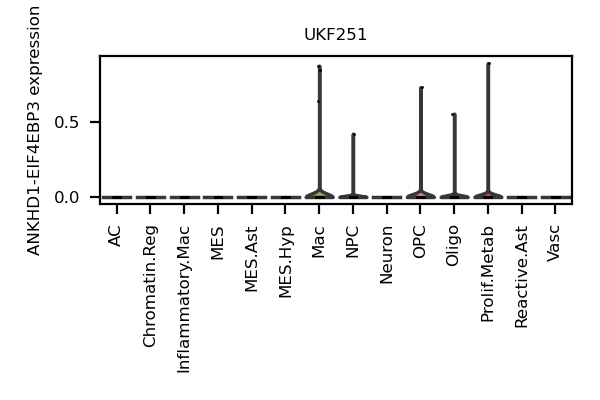 UKF251
ANKHD1-EIF4EBP3 expression
0.5
0.0
AC
Chromatin.Reg
Inflammatory.Mac
MES
MES.Ast
MES.Hyp
Mac
NPC
Neuron
OPC
Oligo
Prolif.Metab
Reactive.Ast
Vasc